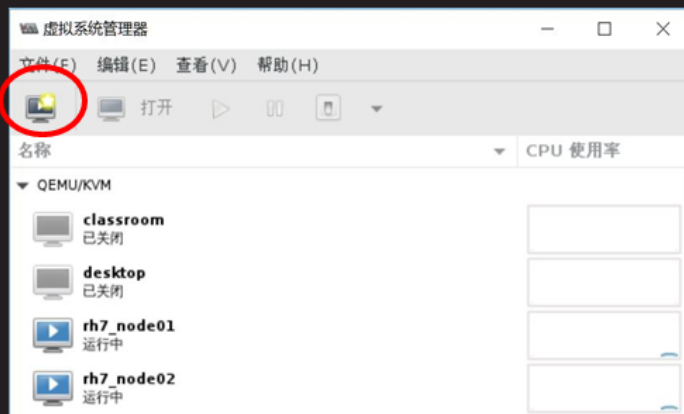 虚拟系统管理器
文件(F) 编辑(E) 查看(V) 帮助(H)
打开
名称 CPU 使用率
QEMU/KVM
classroom
已关闭
desktop
已关闭
rh7_node01
运行中
rh7_node02
运行中